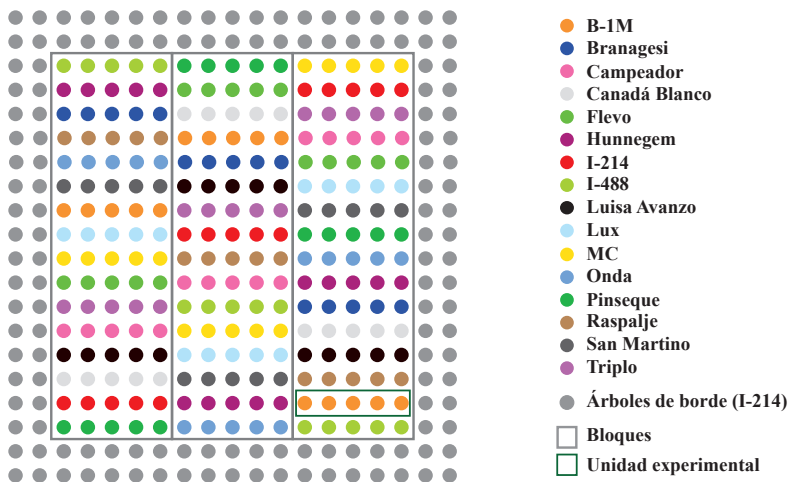 B-1M
Branagesi
Campeador
Canadá Blanco
Flevo
Hunnegem
I-214
I-488
Luisa Avanzo
Lux
MC
Onda
Pinseque
Raspalje
San Martino
Triplo
Árboles de borde (I-214)
Bloques
Unidad experimental